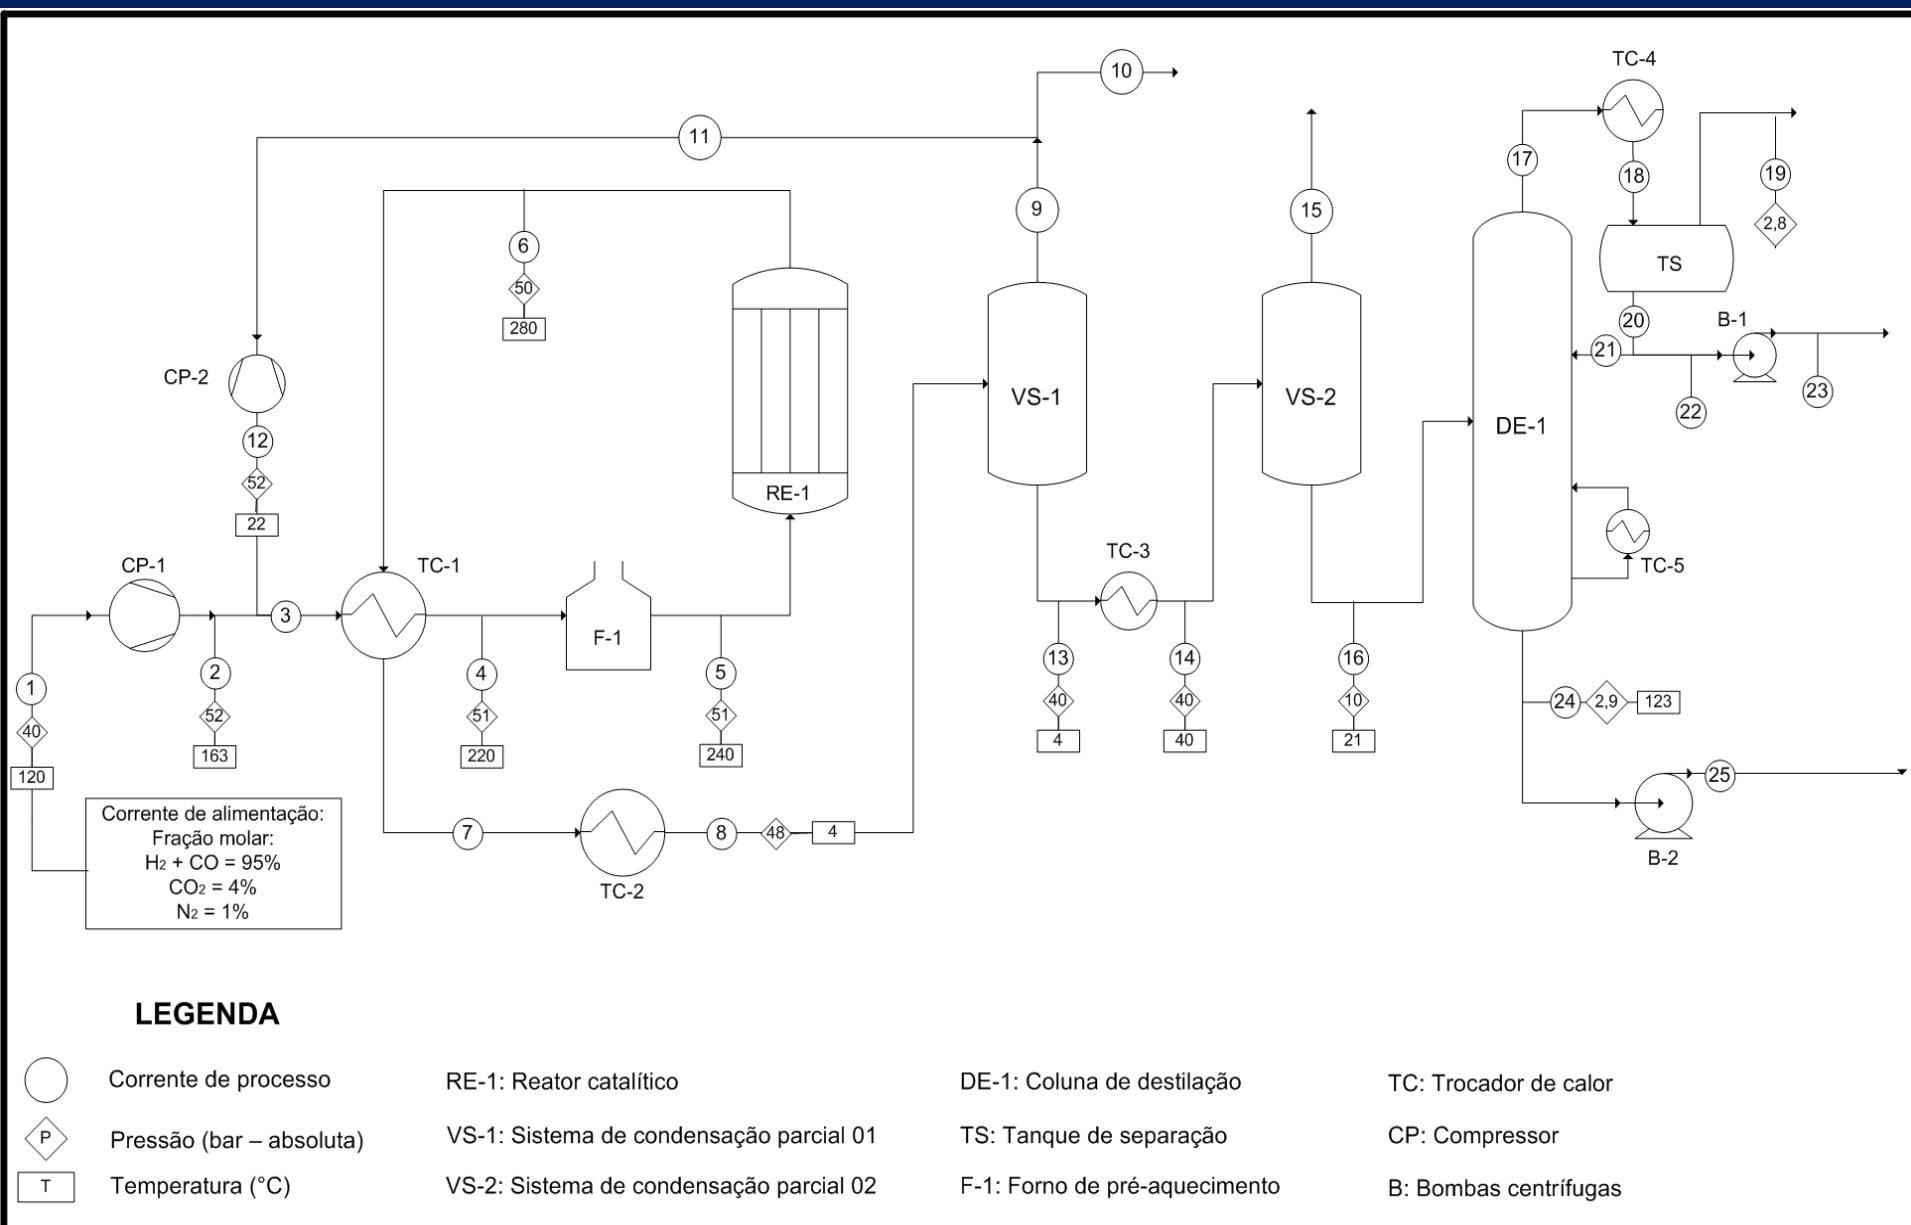 10
TC-4
11
17
18
19
2,8
9
15
6
50
280
TS
20
B-1
21
22
23
CP-2
12
52
22
VS-1
VS-2
DE-1
RE-1
CP-1
TC-1
TC-3
TC-5
3
F-1
1
40
120
2
52
163
4
51
220
5
51
240
13
40
4
14
40
40
16
10
21
24
2,9
123
25
B-2
7
8
48
4
TC-2
Corrente de alimentação:
Fração molar:
H2 + CO = 95%
CO2 = 4%
N2 = 1%
LEGENDA
Corrente de processo
RE-1: Reator catalítico
DE-1: Coluna de destilação
TC: Trocador de calor
P
Pressão (bar – absoluta)
VS-1: Sistema de condensação parcial 01
TS: Tanque de separação
CP: Compressor
T
Temperatura (°C)
VS-2: Sistema de condensação parcial 02
F-1: Forno de pré-aquecimento
B: Bombas centrífugas